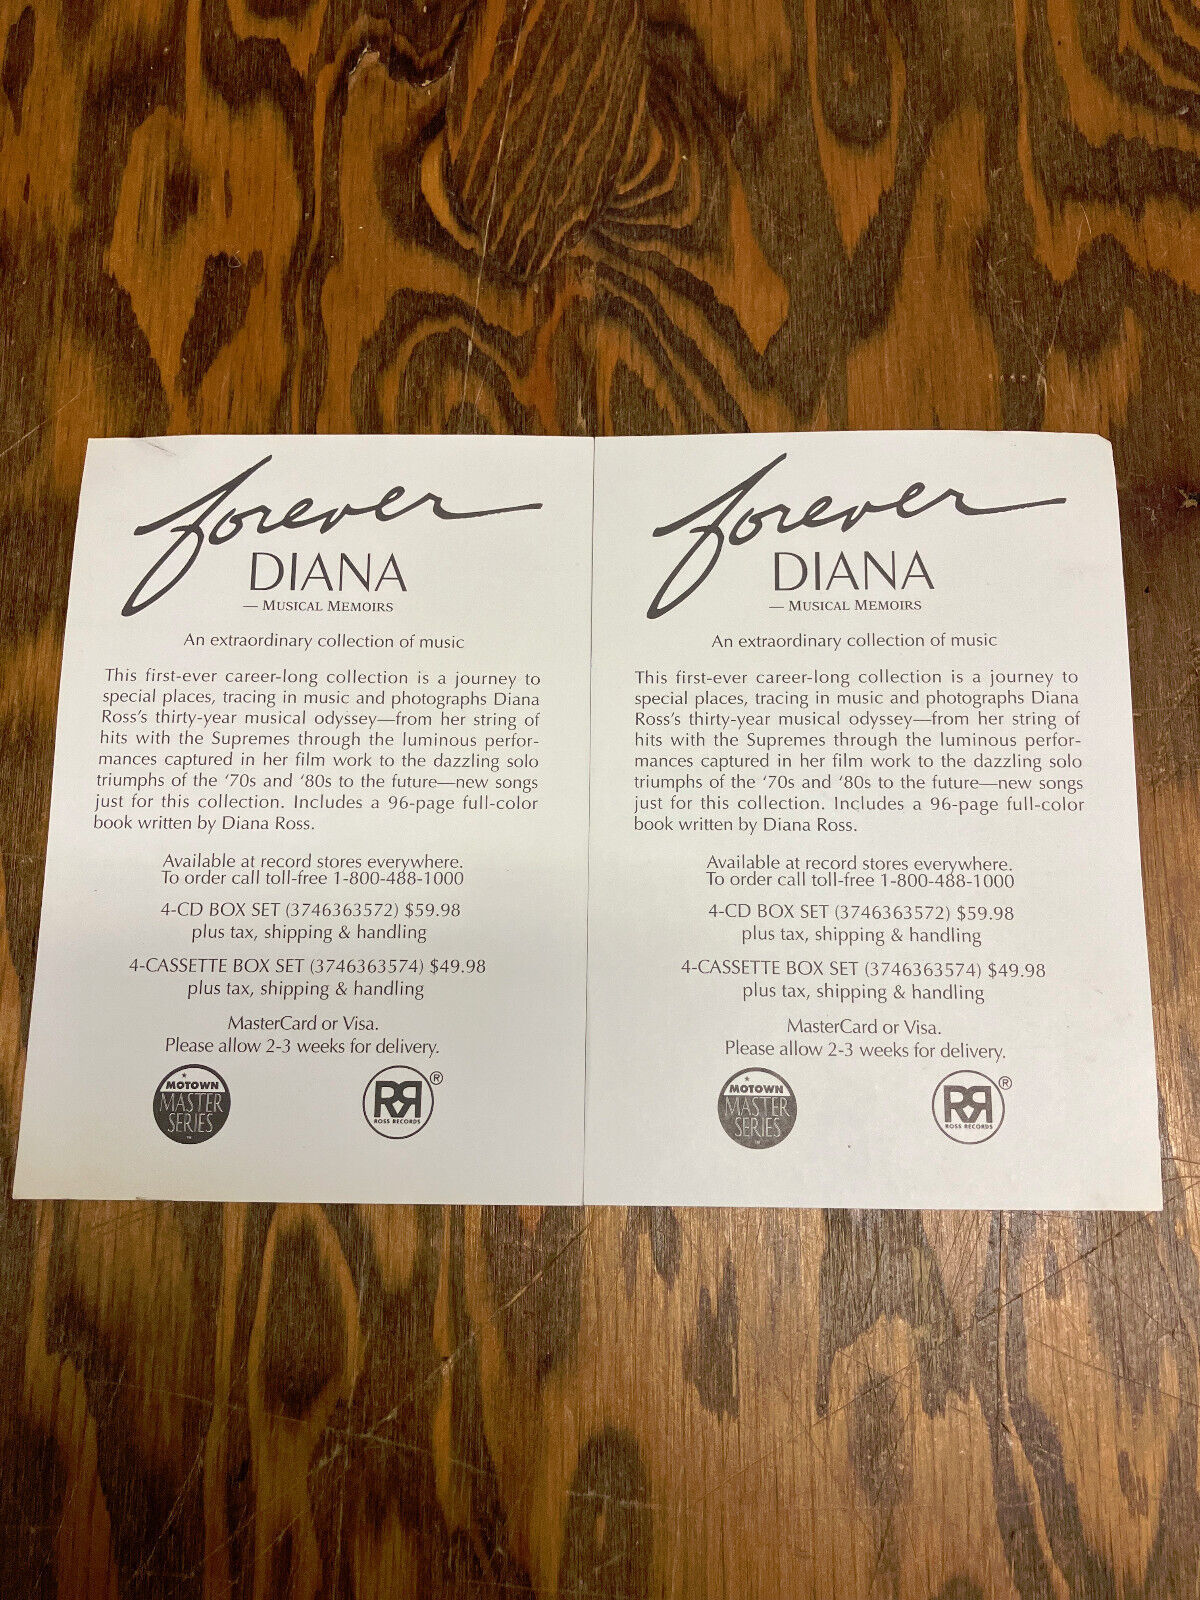 forever
DIANA
— MUSICAL MEMOIRS
An extraordinary collection of music
This first-ever career-long collection is a journey to
special places, tracing in music and photographs Diana
Ross's thirty-year musical odyssey—from her string of
hits with the Supremes through the luminous perfor-
mances captured in her film work to the dazzling solo
triumphs of the '70s and '80s to the future—new songs
just for this collection. Includes a 96-page full-color
book written by Diana Ross.
Available at record stores everywhere.
To order call toll-free 1-800-488-1000
4-CD BOX SET (3746363572) $59.98
plus tax, shipping & handling
4-CASSETTE BOX SET (3746363574) $49.98
plus tax, shipping & handling
MasterCard or Visa.
Please allow 2-3 weeks for delivery.
MOTOWN
MASTER
SERIES
TM
RR ®
ROSS RECORDS
forever
DIANA
— MUSICAL MEMOIRS
An extraordinary collection of music
This first-ever career-long collection is a journey to
special places, tracing in music and photographs Diana
Ross's thirty-year musical odyssey—from her string of
hits with the Supremes through the luminous perfor-
mances captured in her film work to the dazzling solo
triumphs of the '70s and '80s to the future—new songs
just for this collection. Includes a 96-page full-color
book written by Diana Ross.
Available at record stores everywhere.
To order call toll-free 1-800-488-1000
4-CD BOX SET (3746363572) $59.98
plus tax, shipping & handling
4-CASSETTE BOX SET (3746363574) $49.98
plus tax, shipping & handling
MasterCard or Visa.
Please allow 2-3 weeks for delivery.
MOTOWN
MASTER
SERIES
TM
RR ®
ROSS RECORDS